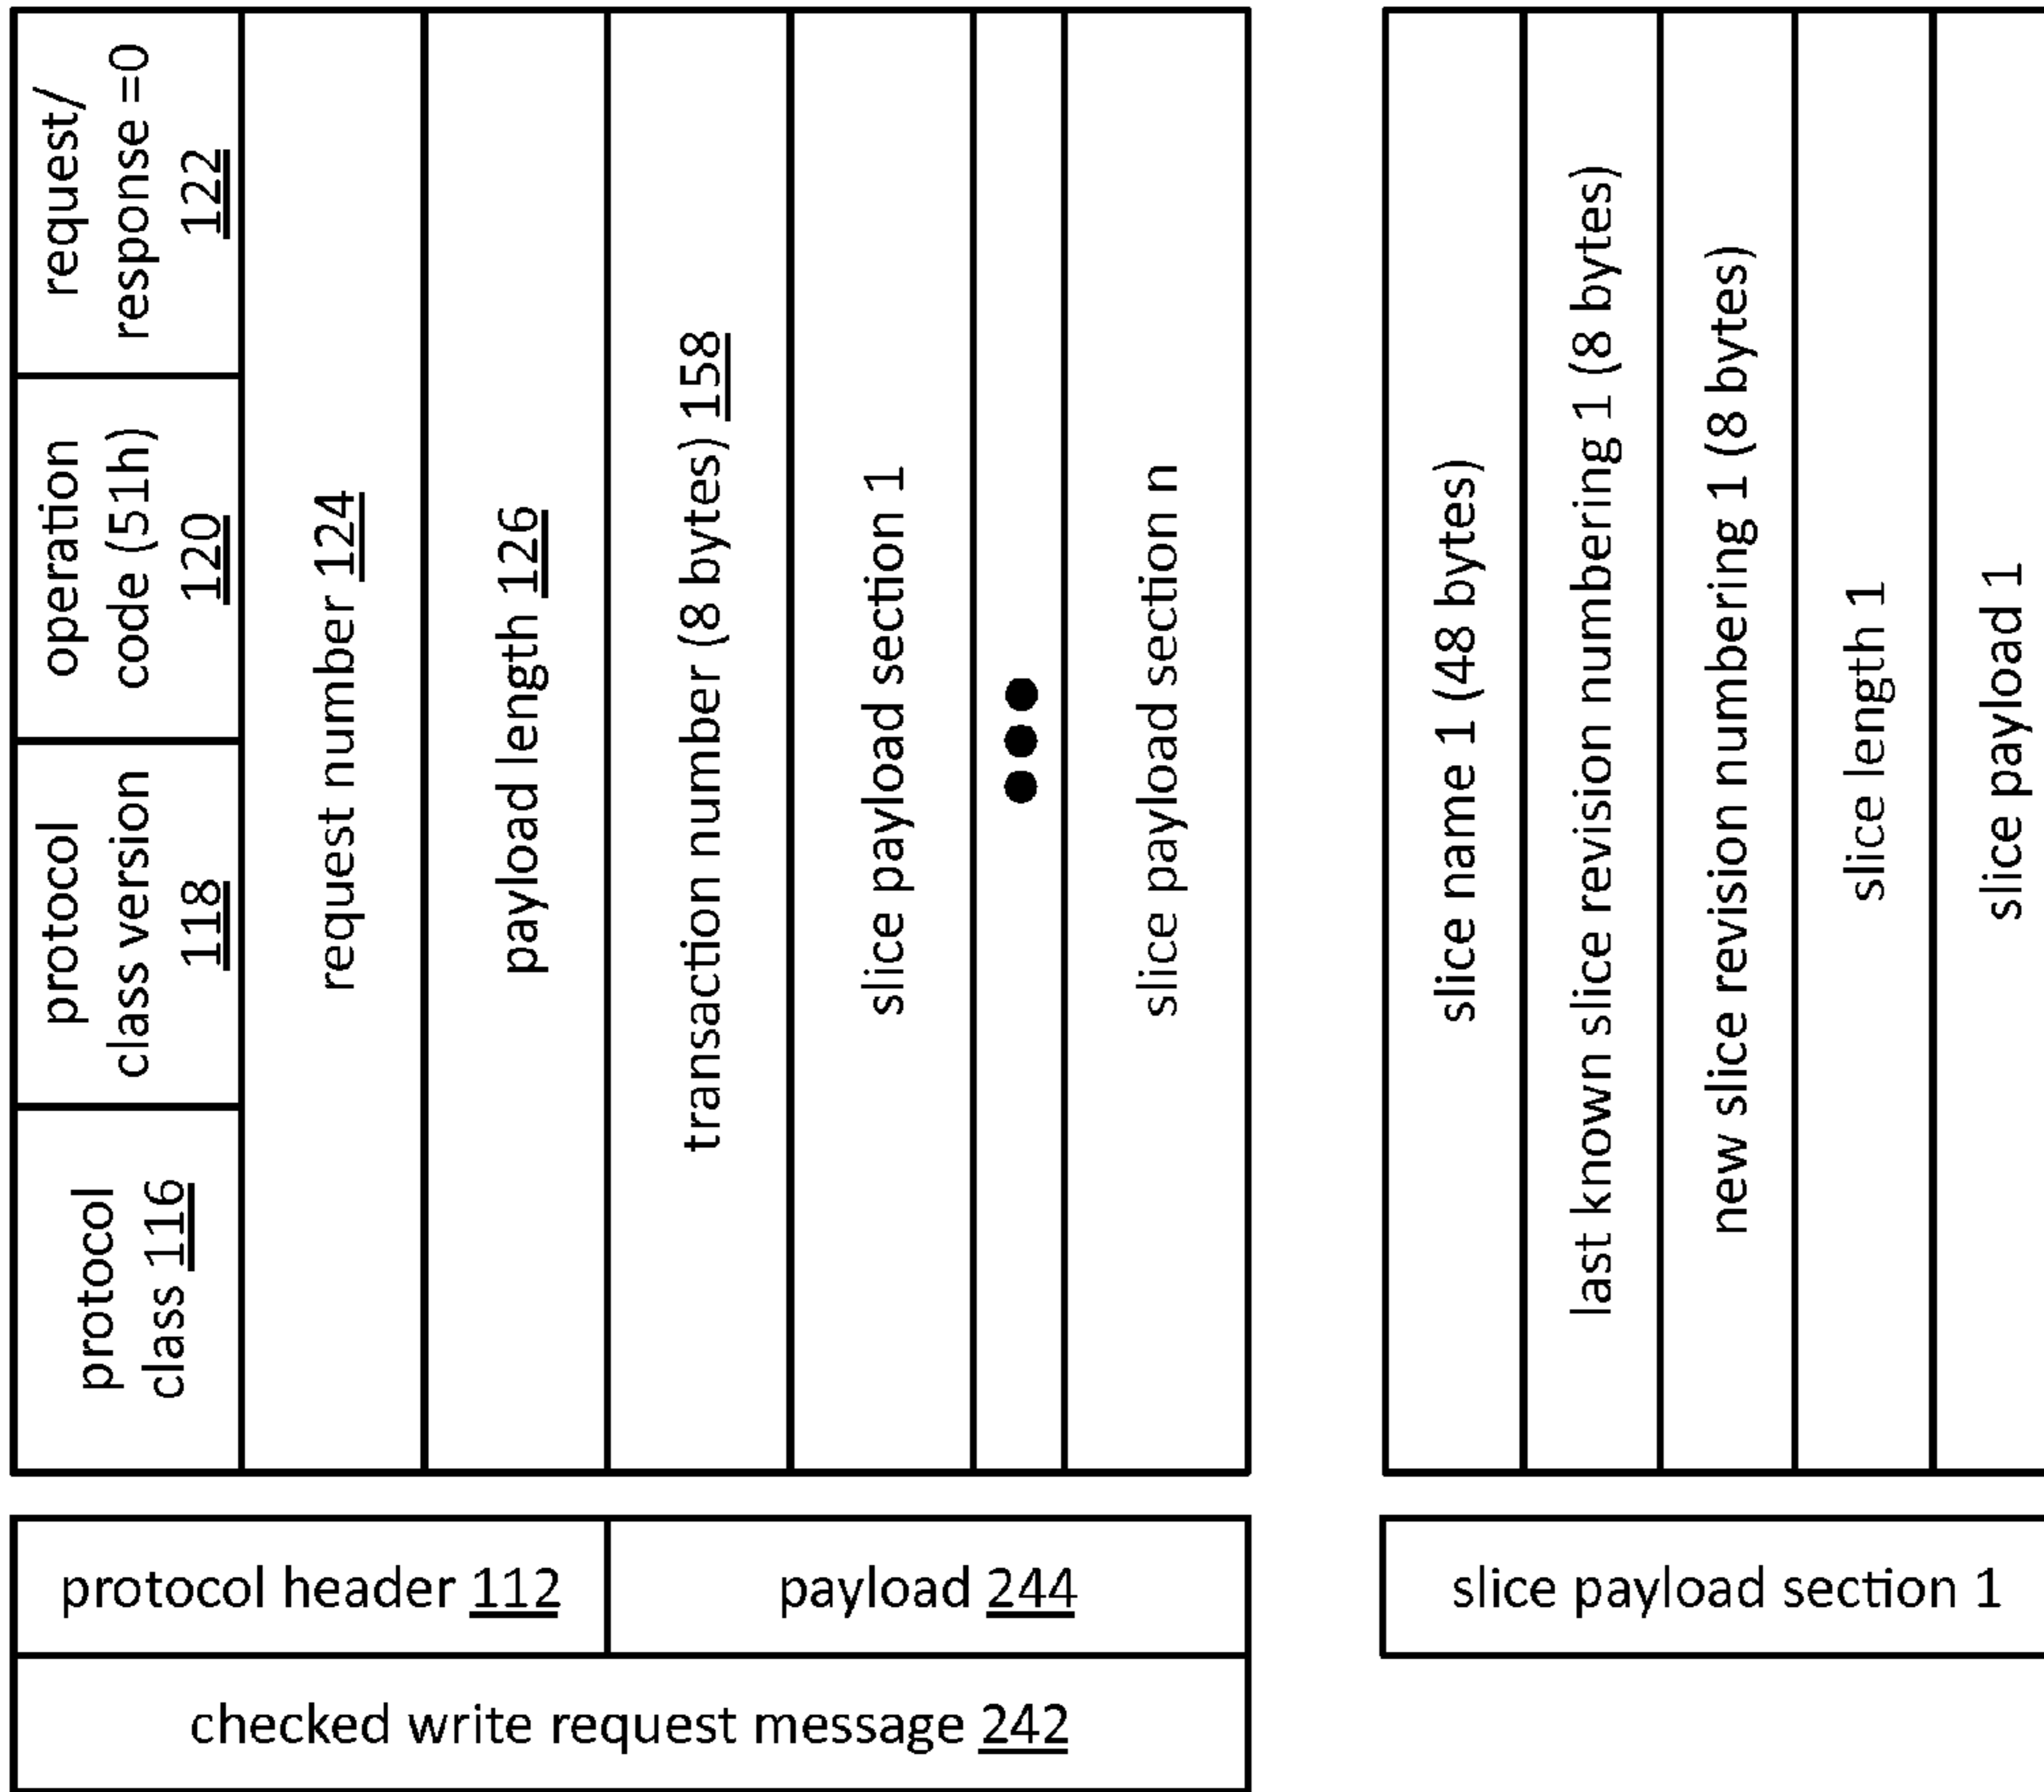 protocol
class 116
protocol
class version
118
operation
code (51h)
120
request/
response =0
122
request number 124
payload length 126
transaction number (8 bytes) 158
slice payload section 1
slice payload section n
slice name 1 (48 bytes)
last known slice revision numbering 1 (8 bytes)
new slice revision numbering 1 (8 bytes)
slice length 1
slice payload 1
protocol header 112
payload 244
checked write request message 242
slice payload section 1